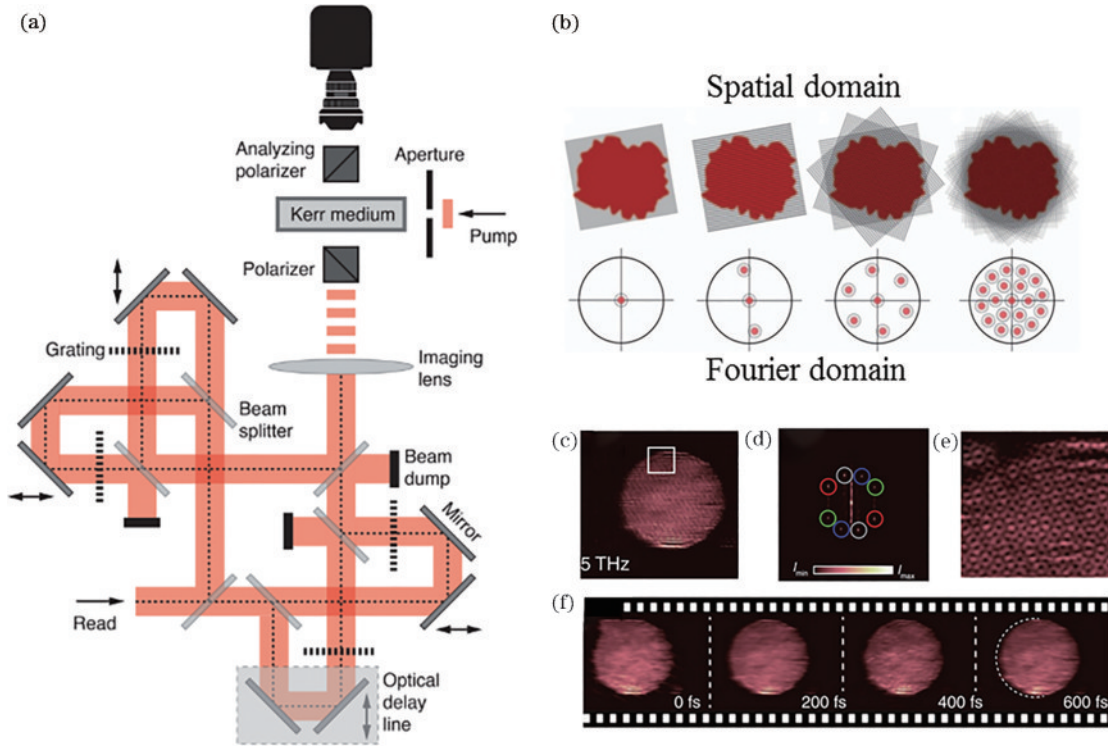 (a)
Analyzing
polarizer
Aperture
Kerr medium
Pump
Polarizer
Grating
Imaging
lens
Beam
splitter
Beam
dump
Mirror
Read
Optical
delay
line
(b)
Spatial domain
Fourier domain
(c)
5 THz
(d)
Imin
Imax
(e)
(f)
0 fs
200 fs
400 fs
600 fs